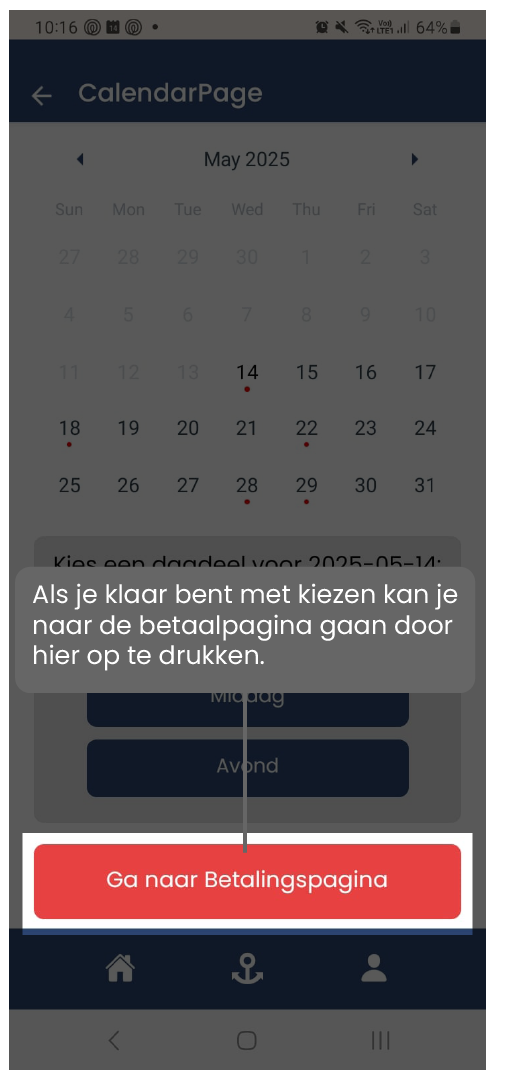 10:16 64%
CalendarPage
May 2025
Sun Mon Tue Wed Thu Fri Sat
27 28 29 30 1 2 3
4 5 6 7 8 9 10
11 12 13 14 15 16 17
18 19 20 21 22 23 24
25 26 27 28 29 30 31
Kies een dagdeel voor 2025-05-14:
Als je klaar bent met kiezen kan je
naar de betaalpagina gaan door
hier op te drukken.
Middag
Avond
Ga naar Betalingspagina